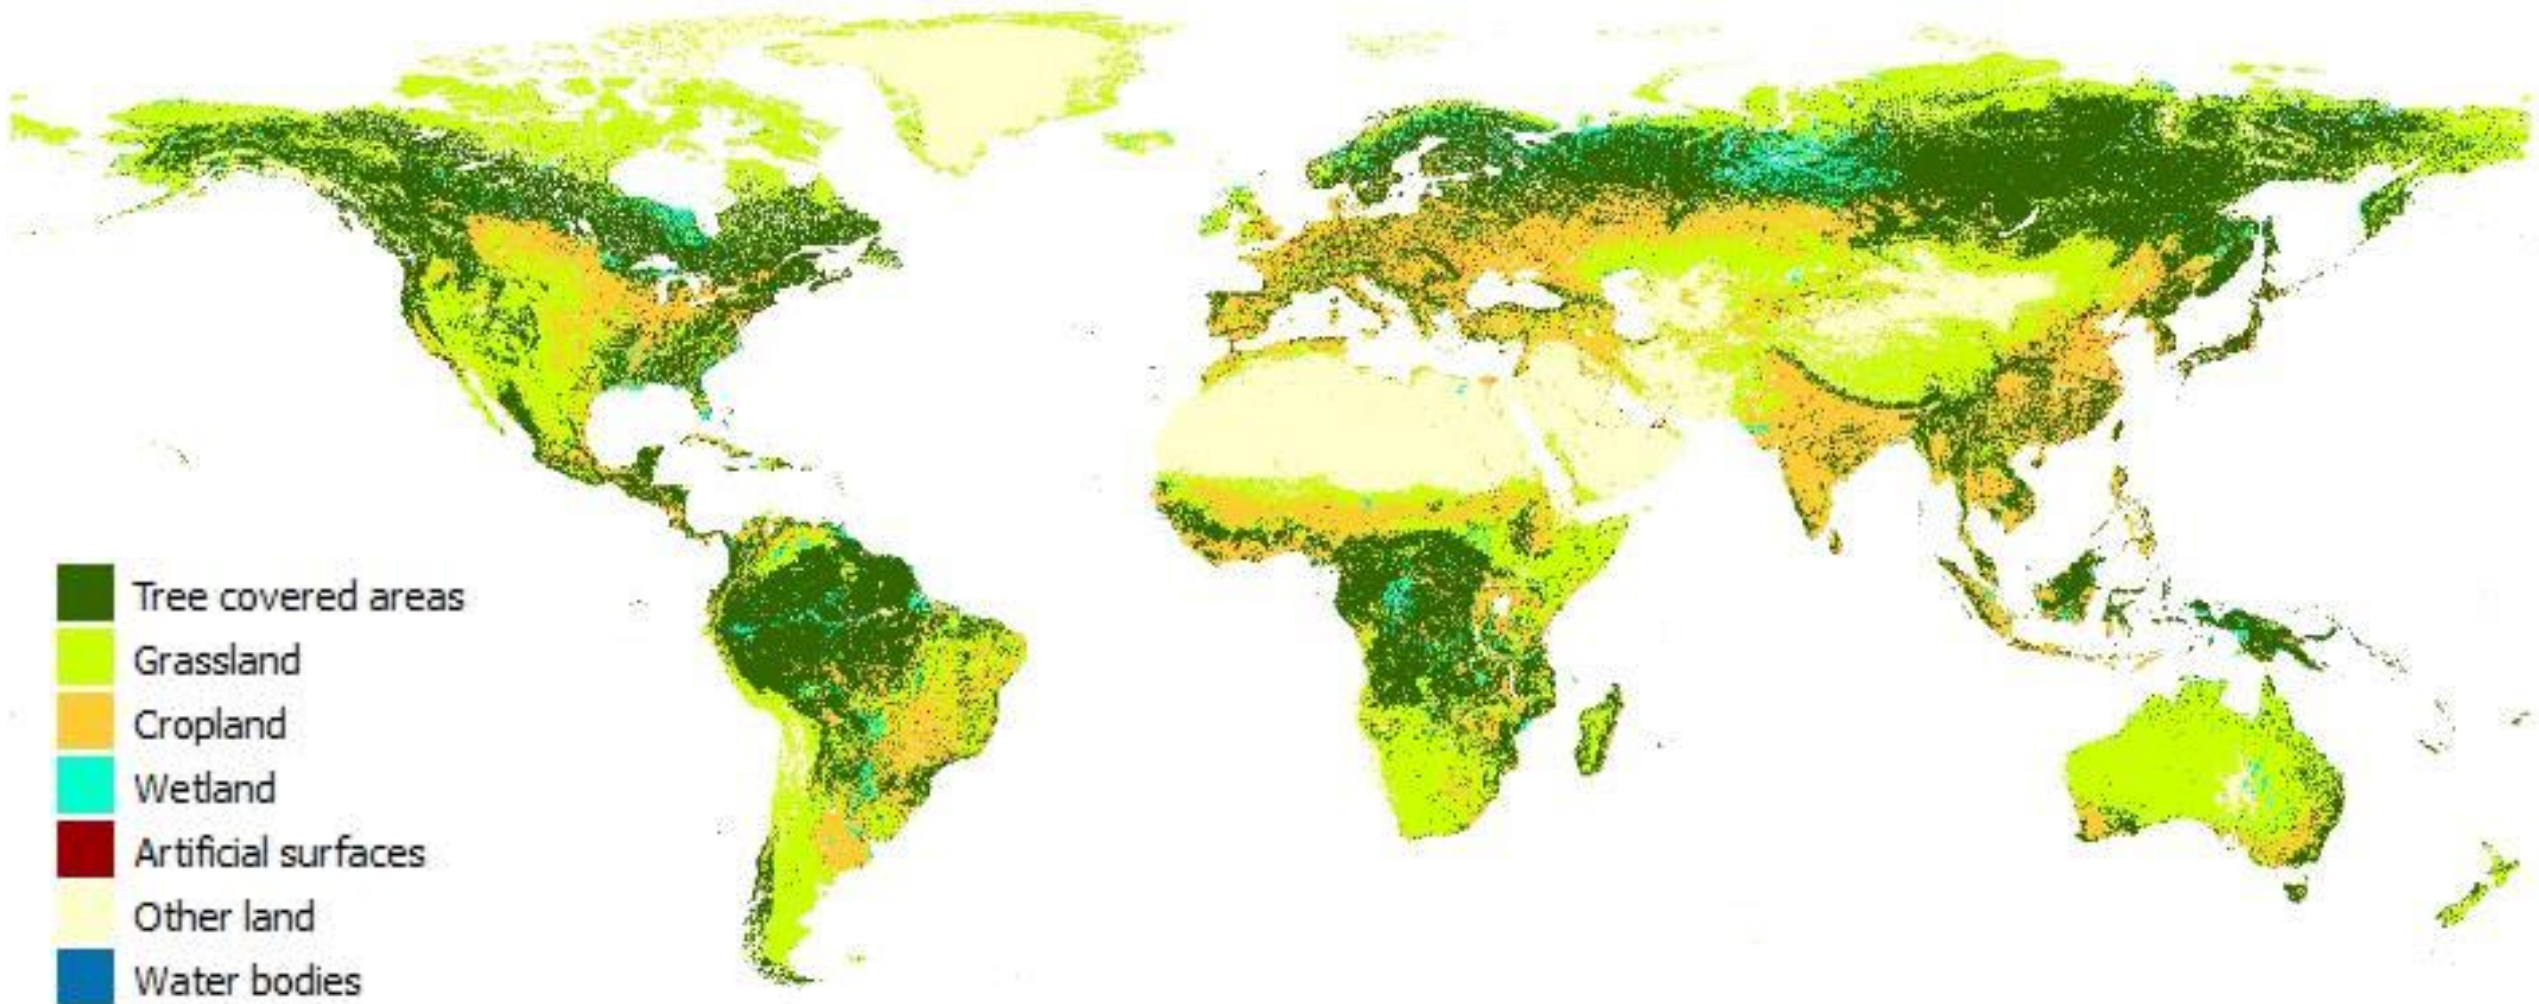 Tree covered areas
Grassland
Cropland
Wetland
Artificial surfaces
Other land
Water bodies